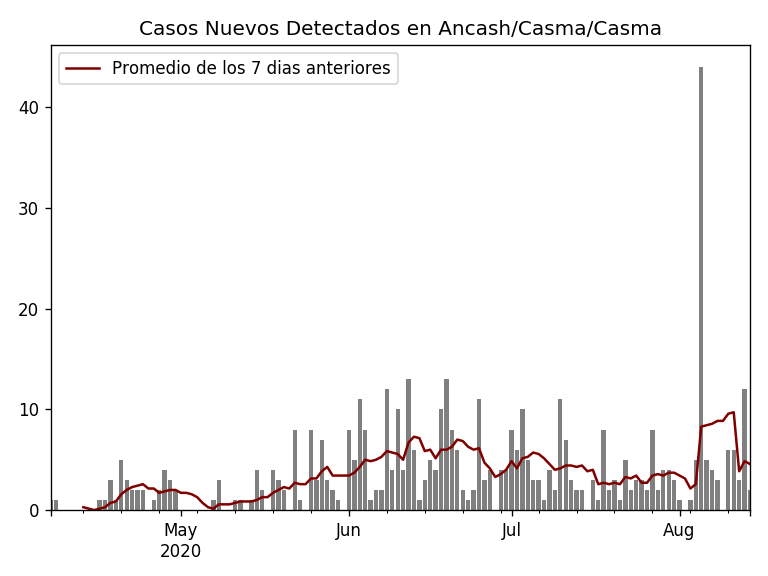 Casos Nuevos Detectados en Ancash/Casma/Casma
Promedio de los 7 dias anteriores
40
30
20
10
0
May
2020
Jun
Jul
Aug